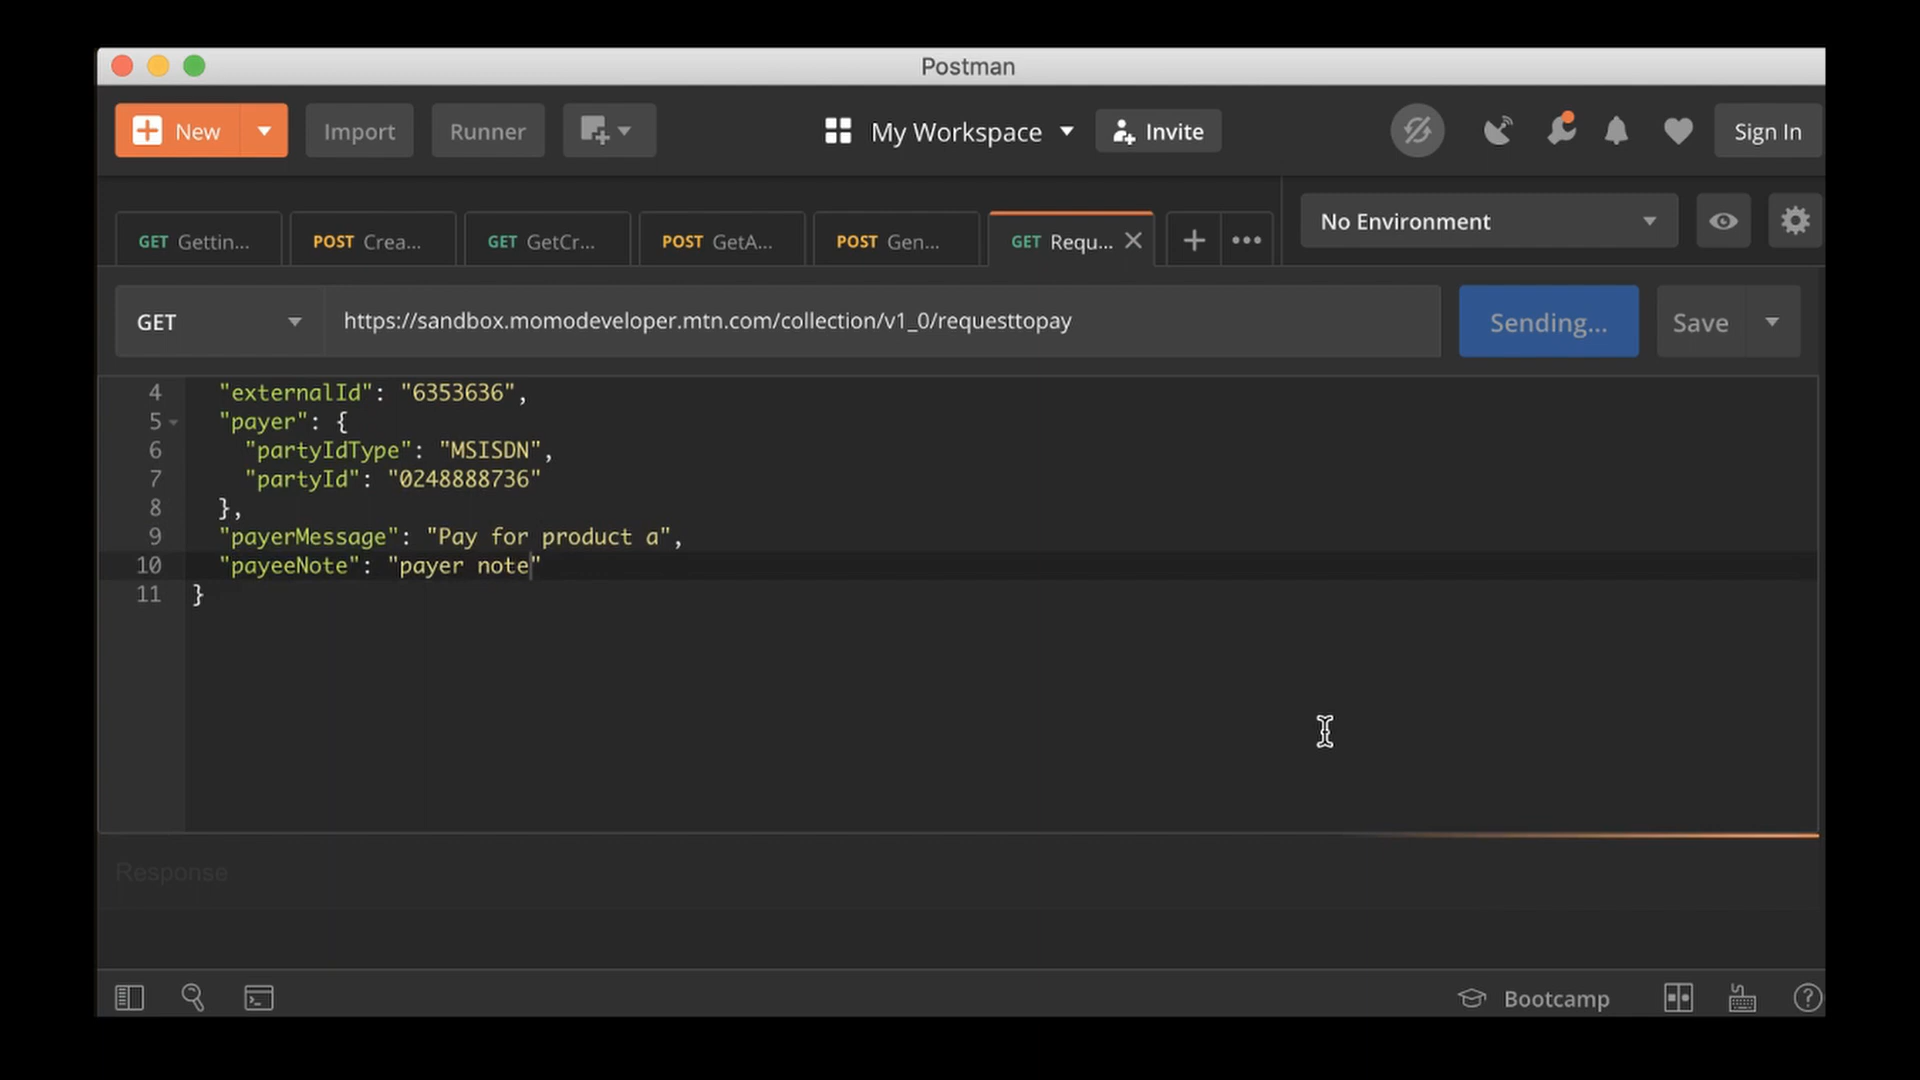 Postman
New
Import
Runner
My Workspace
Invite
Sign In
GET Gettin...
POST Crea...
GET GetCr...
POST GetA...
POST Gen...
GET Requ...
No Environment
GET
https://sandbox.momodeveloper.mtn.com/collection/v1_0/requesttopay
Sending...
Save
4 "externalId": "6353636",
5 "payer": {
6 "partyIdType": "MSISDN",
7 "partyId": "0248888736"
8 },
9 "payerMessage": "Pay for product a",
10 "payeeNote": "payer note"
11 }
Response
Bootcamp